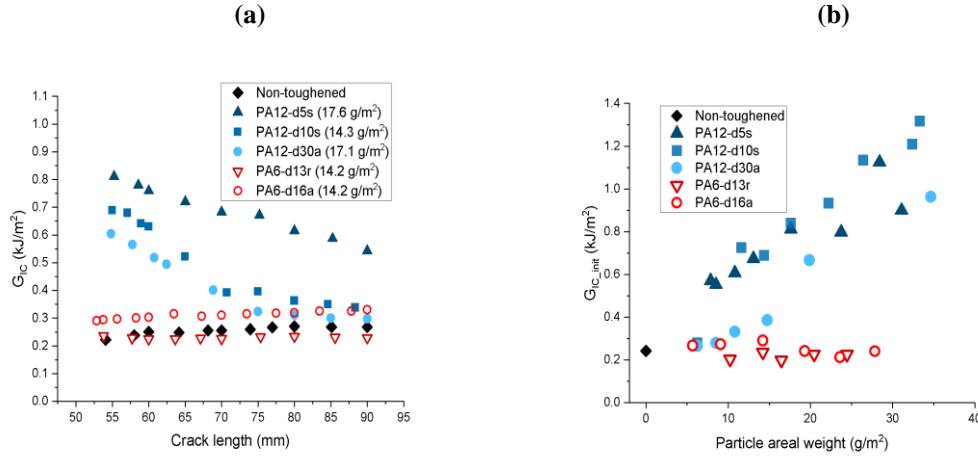 (a)
1.1
1.0
0.9
0.8
0.7
0.6
0.5
0.4
0.3
0.2
0.1
0.0
G_IC (kJ/m²)
Non-toughened
PA12-d5s (17.6 g/m²)
PA12-d10s (14.3 g/m²)
PA12-d30a (17.1 g/m²)
PA6-d13r (14.2 g/m²)
PA6-d16a (14.2 g/m²)
50 55 60 65 70 75 80 85 90 95
Crack length (mm)
(b)
1.4
1.2
1.0
0.8
0.6
0.4
0.2
0.0
G_IC_init (kJ/m²)
Non-toughened
PA12-d5s
PA12-d10s
PA12-d30a
PA6-d13r
PA6-d16a
0 10 20 30 40
Particle areal weight (g/m²)